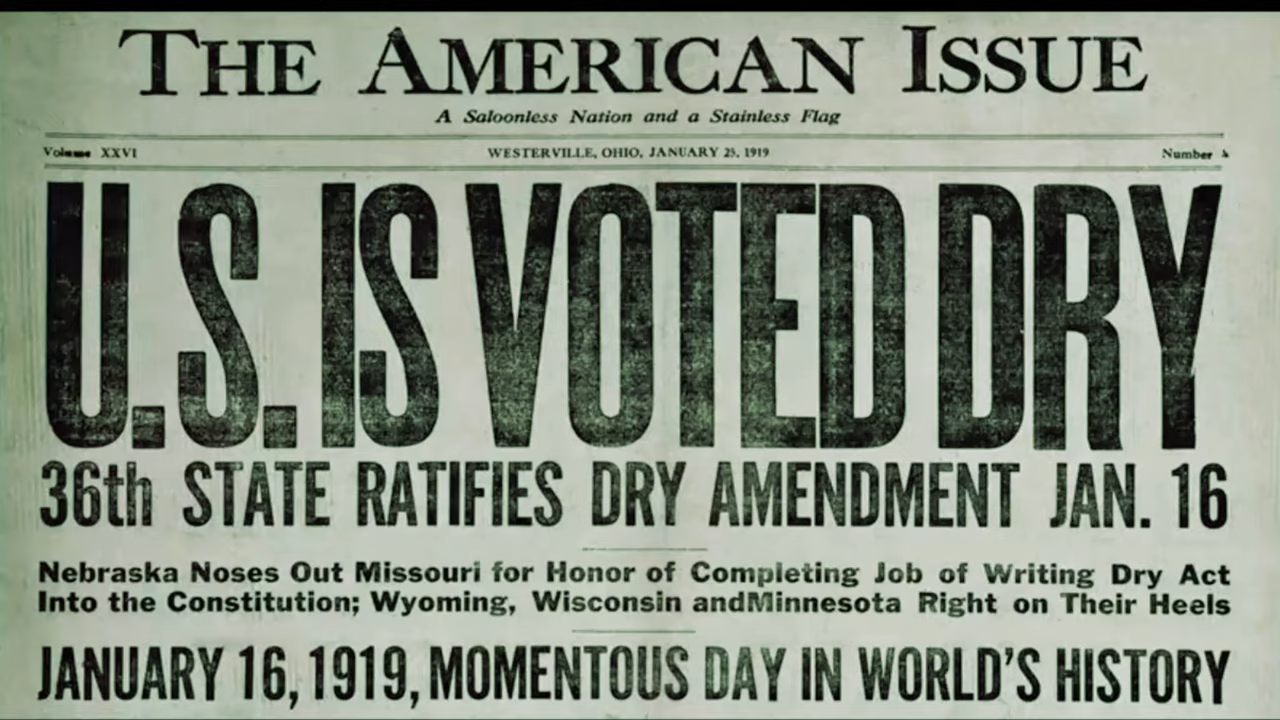 THE AMERICAN ISSUE
A Saloonless Nation and a Stainless Flag
Volume XXVI WESTERVILLE, OHIO, JANUARY 25, 1919 Number 4
U.S. IS VOTED DRY
36th STATE RATIFIES DRY AMENDMENT JAN. 16
Nebraska Noses Out Missouri for Honor of Completing Job of Writing Dry Act
Into the Constitution; Wyoming, Wisconsin andMinnesota Right on Their Heels
JANUARY 16, 1919, MOMENTOUS DAY IN WORLD'S HISTORY